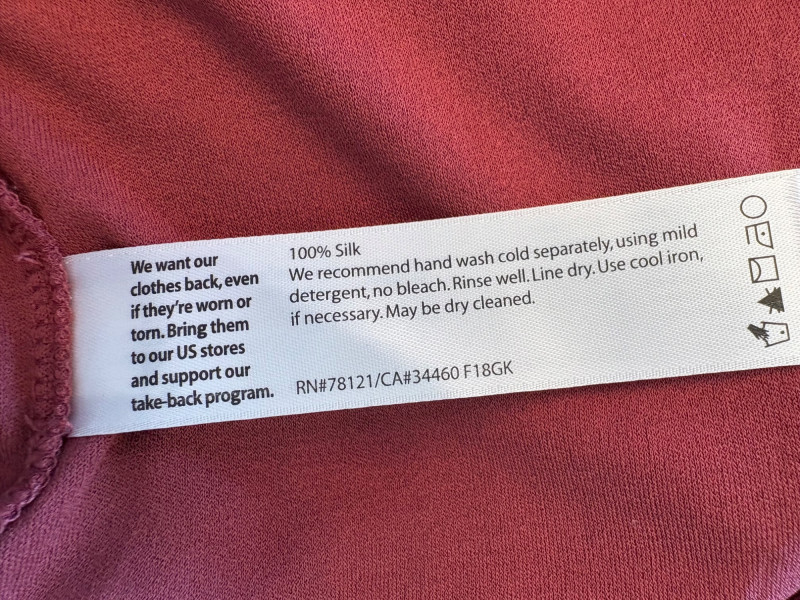 We want our
clothes back, even
if they're worn or
torn. Bring them
to our US stores
and support our
take-back program.
100% Silk
We recommend hand wash cold separately, using mild
detergent, no bleach. Rinse well. Line dry. Use cool iron,
if necessary. May be dry cleaned.
RN#78121/CA#34460 F18GK